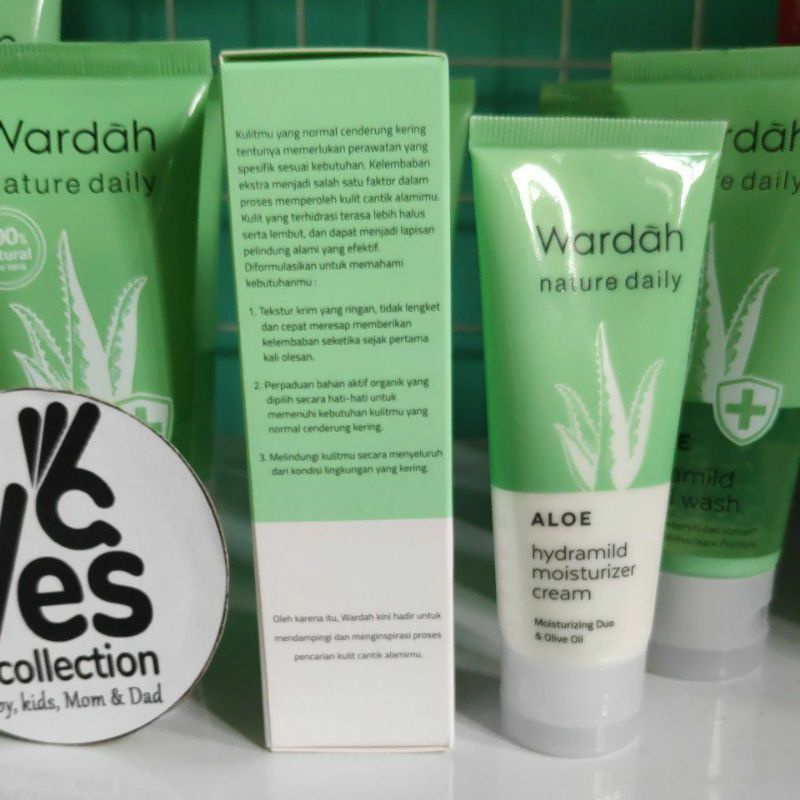 Wardāh
nature daily
Kulitmu yang normal cenderung kering
tentunya memerlukan perawatan yang
spesifik sesuai kebutuhan. Kelembaban
ekstra menjadi salah satu faktor dalam
proses memperoleh kulit cantik alamimu.
Kulit yang terhidrasi terasa lebih halus
serta lembut, dan dapat menjadi lapisan
pelindung alami yang efektif.
Diformulasikan untuk memahami
kebutuhanmu :
1. Tekstur krim yang ringan, tidak lengket
dan cepat meresap memberikan
kelembaban seketika sejak pertama
kali olesan.
2. Perpaduan bahan aktif organik yang
dipilih secara hati-hati untuk
memenuhi kebutuhan kulitmu yang
normal cenderung kering.
3. Melindungi kulitmu secara menyeluruh
dari kondisi lingkungan yang kering.
Oleh karena itu, Wardah kini hadir untuk
mendampingi dan menginspirasi proses
pencarian kulit cantik alamimu.
Wardāh
nature daily
ALOE
hydramild
moisturizer
cream
Moisturizing Duo
& Olive Oil
daily
wash
yes
collection
kids, Mom & Dad